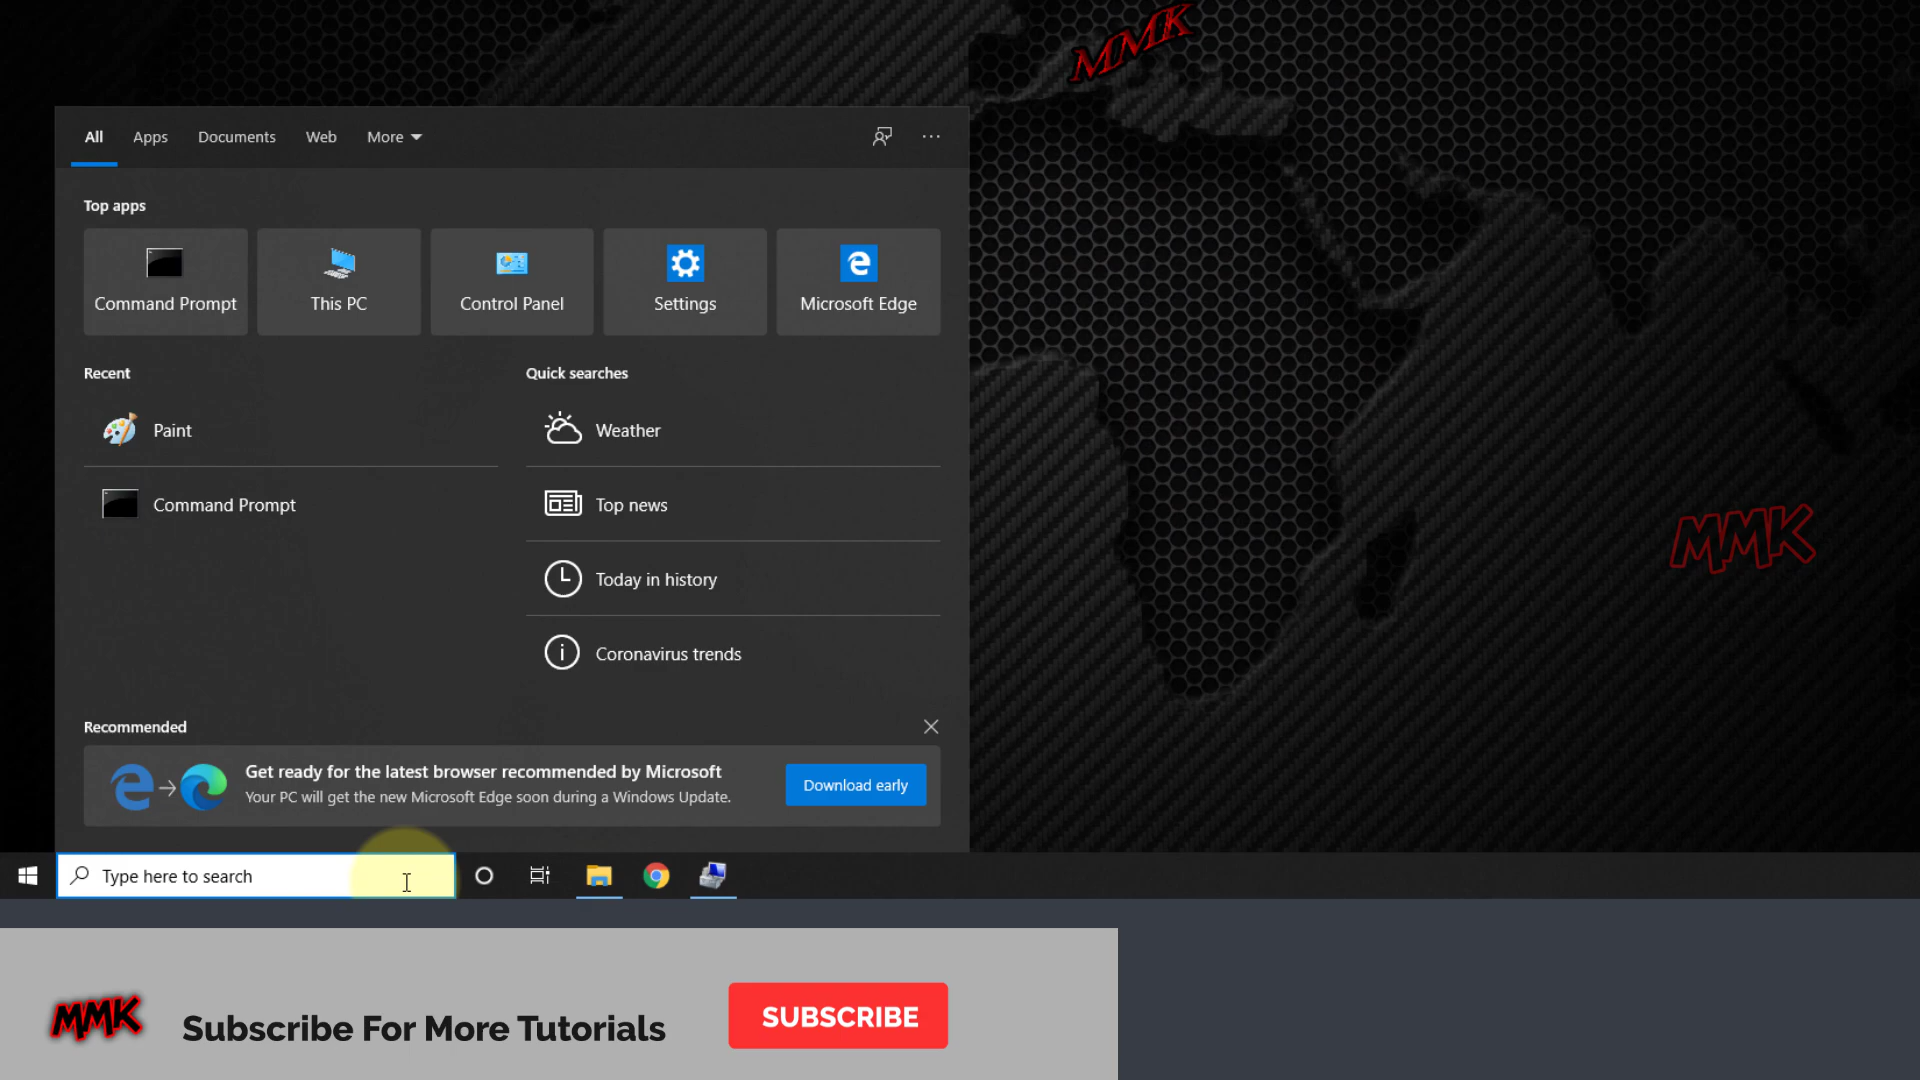 MMK
All Apps Documents Web More
Top apps
Command Prompt This PC Control Panel Settings Microsoft Edge
Recent
Paint
Command Prompt
Quick searches
Weather
Top news
Today in history
Coronavirus trends
MMK
Recommended
Get ready for the latest browser recommended by Microsoft
Your PC will get the new Microsoft Edge soon during a Windows Update.
Download early
Type here to search
MMK
Subscribe For More Tutorials
SUBSCRIBE